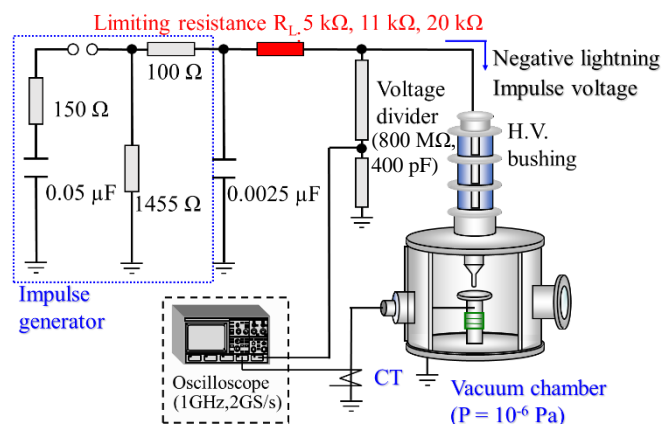 Limiting resistance RL 5 kΩ, 11 kΩ, 20 kΩ
100 Ω
150 Ω
0.05 µF
1455 Ω
0.0025 µF
Voltage
divider
(800 MΩ,
400 pF)
Negative lightning
Impulse voltage
H.V.
bushing
Impulse
generator
Oscilloscope
(1GHz,2GS/s)
CT
Vacuum chamber
(P = 10⁻⁶ Pa)